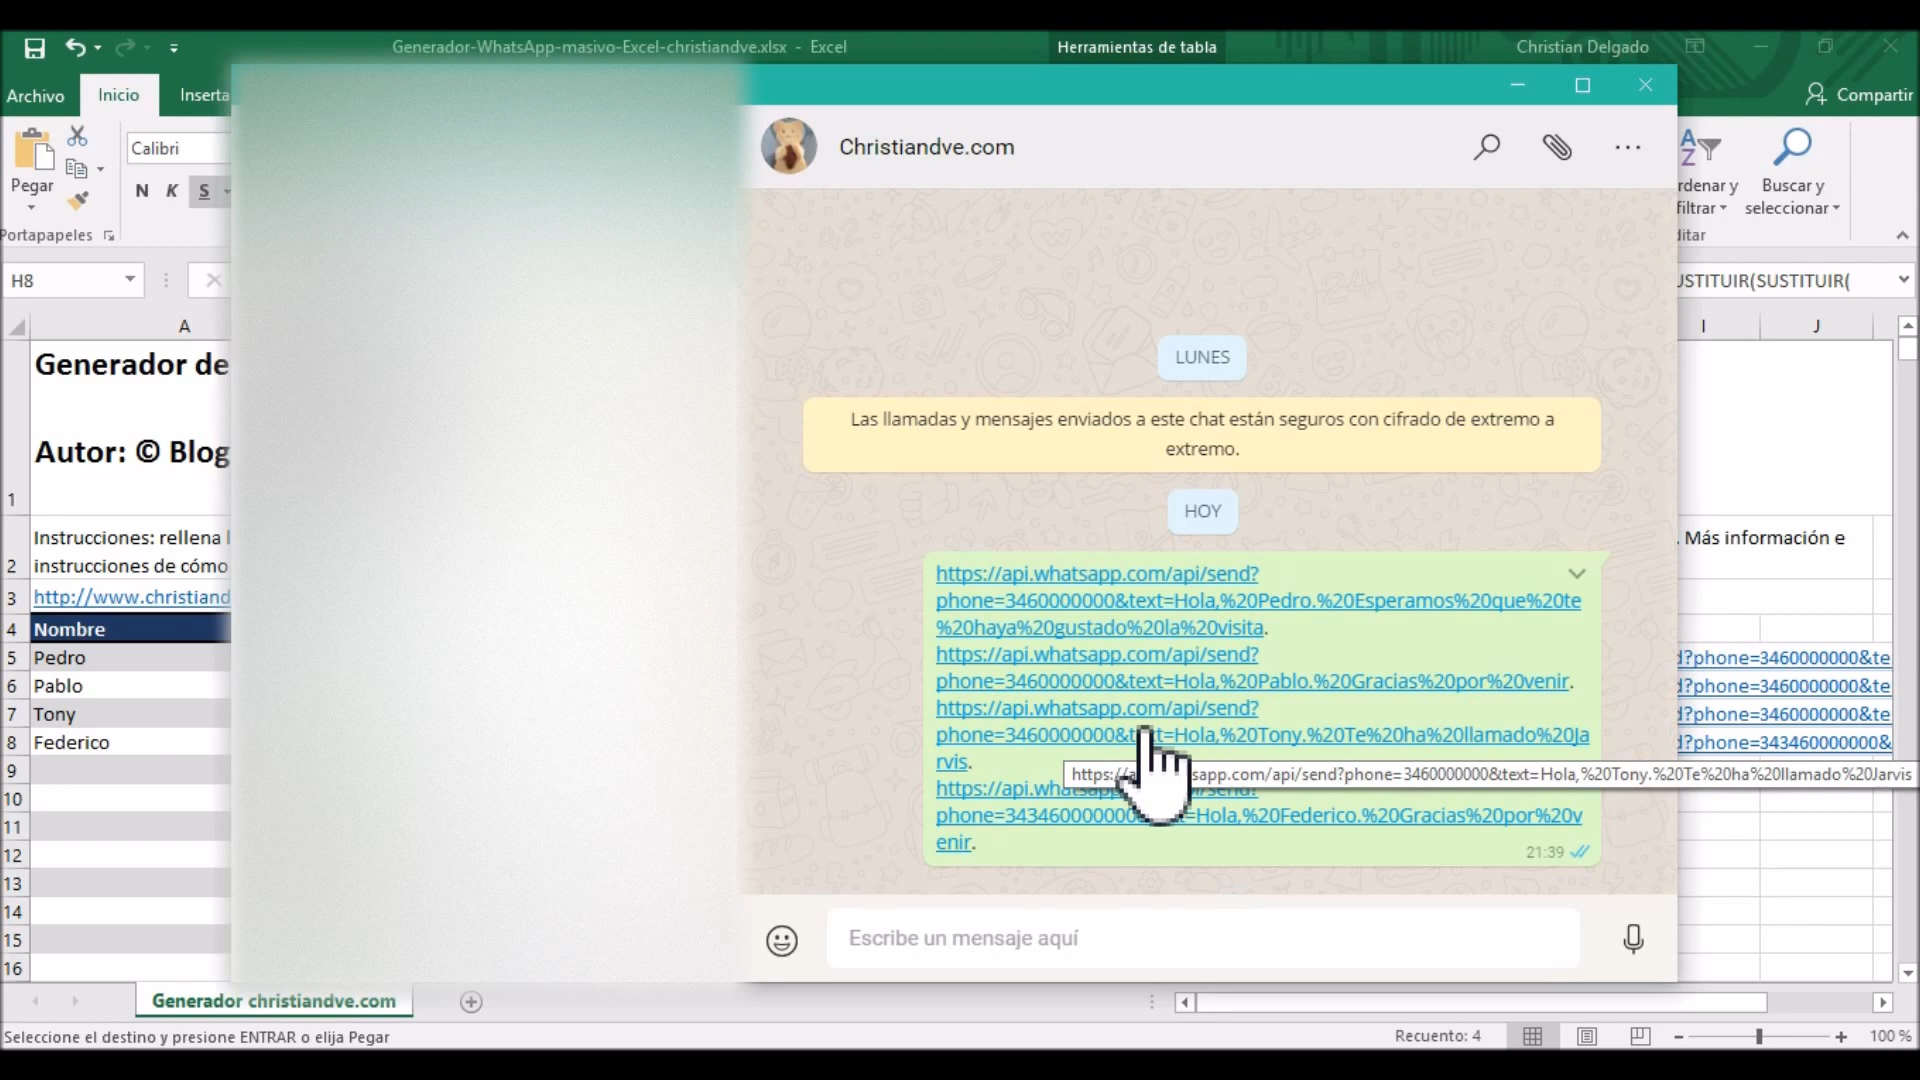 Generador-WhatsApp-masivo-Excel-christiandve.xlsx - Excel
Herramientas de tabla
Christian Delgado
Archivo
Inicio
Inserta
Compartir
Calibri
Pegar
N K S
Portapapeles
A
Z
rdenar y
filtrar
Buscar y
seleccionar
ditar
H8
USTITUIR(SUSTITUIR(
A
I
J
Generador de
Autor: © Blog
1
Instrucciones: rellena l
. Más información e
2
instrucciones de cómo
3
http://www.christiand
4
Nombre
5
Pedro
d?phone=3460000000&te
6
Pablo
d?phone=3460000000&te
7
Tony
d?phone=3460000000&te
8
Federico
d?phone=343460000000&
9
10
11
12
13
14
15
16
Christiandve.com
LUNES
Las llamadas y mensajes enviados a este chat están seguros con cifrado de extremo a
extremo.
HOY
https://api.whatsapp.com/api/send?
phone=3460000000&text=Hola,%20Pedro.%20Esperamos%20que%20te
%20haya%20gustado%20la%20visita.
https://api.whatsapp.com/api/send?
phone=3460000000&text=Hola,%20Pablo.%20Gracias%20por%20venir.
https://api.whatsapp.com/api/send?
phone=3460000000&text=Hola,%20Tony.%20Te%20ha%20llamado%20Ja
rvis.
sapp.com/api/send?phone=3460000000&text=Hola,%20Tony.%20Te%20ha%20llamado%20Jarvis
=Hola,%20Federico.%20Gracias%20por%20v
enir.
21:39
Escribe un mensaje aquí
Generador christiandve.com
Seleccione el destino y presione ENTRAR o elija Pegar
Recuento: 4
100 %